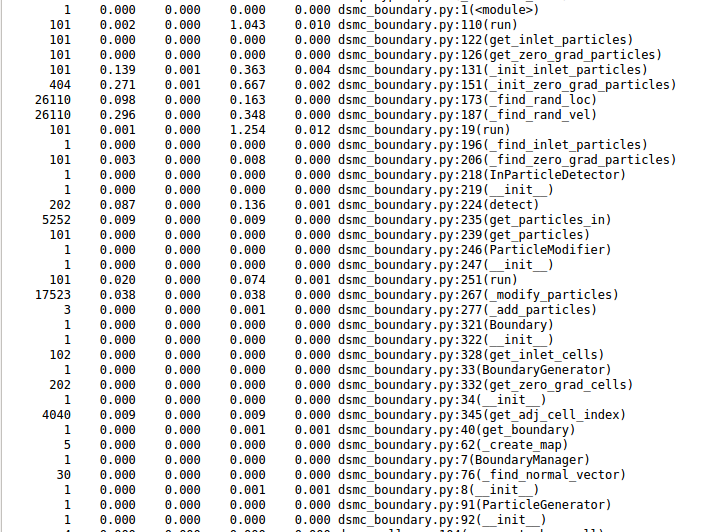 1 0.000 0.000 0.000 0.000 dsmc_boundary.py:1(<module>)
101 0.002 0.000 1.043 0.010 dsmc_boundary.py:110(run)
101 0.000 0.000 0.000 0.000 dsmc_boundary.py:122(get_inlet_particles)
101 0.000 0.000 0.000 0.000 dsmc_boundary.py:126(get_zero_grad_particles)
101 0.139 0.001 0.363 0.004 dsmc_boundary.py:131(_init_inlet_particles)
404 0.271 0.001 0.667 0.002 dsmc_boundary.py:151(_init_zero_grad_particles)
26110 0.098 0.000 0.163 0.000 dsmc_boundary.py:173(_find_rand_loc)
26110 0.296 0.000 0.348 0.000 dsmc_boundary.py:187(_find_rand_vel)
101 0.001 0.000 1.254 0.012 dsmc_boundary.py:19(run)
1 0.000 0.000 0.000 0.000 dsmc_boundary.py:196(_find_inlet_particles)
101 0.003 0.000 0.008 0.000 dsmc_boundary.py:206(_find_zero_grad_particles)
1 0.000 0.000 0.000 0.000 dsmc_boundary.py:218(InParticleDetector)
1 0.000 0.000 0.000 0.000 dsmc_boundary.py:219(__init__)
202 0.087 0.000 0.136 0.001 dsmc_boundary.py:224(detect)
5252 0.009 0.000 0.009 0.000 dsmc_boundary.py:235(get_particles_in)
101 0.000 0.000 0.000 0.000 dsmc_boundary.py:239(get_particles)
1 0.000 0.000 0.000 0.000 dsmc_boundary.py:246(ParticleModifier)
1 0.000 0.000 0.000 0.000 dsmc_boundary.py:247(__init__)
101 0.020 0.000 0.074 0.001 dsmc_boundary.py:251(run)
17523 0.038 0.000 0.038 0.000 dsmc_boundary.py:267(_modify_particles)
3 0.000 0.000 0.001 0.000 dsmc_boundary.py:277(_add_particles)
1 0.000 0.000 0.000 0.000 dsmc_boundary.py:321(Boundary)
1 0.000 0.000 0.000 0.000 dsmc_boundary.py:322(__init__)
102 0.000 0.000 0.000 0.000 dsmc_boundary.py:328(get_inlet_cells)
1 0.000 0.000 0.000 0.000 dsmc_boundary.py:33(BoundaryGenerator)
202 0.000 0.000 0.000 0.000 dsmc_boundary.py:332(get_zero_grad_cells)
1 0.000 0.000 0.000 0.000 dsmc_boundary.py:34(__init__)
4040 0.009 0.000 0.009 0.000 dsmc_boundary.py:345(get_adj_cell_index)
1 0.000 0.000 0.001 0.001 dsmc_boundary.py:40(get_boundary)
5 0.000 0.000 0.000 0.000 dsmc_boundary.py:62(_create_map)
1 0.000 0.000 0.000 0.000 dsmc_boundary.py:7(BoundaryManager)
30 0.000 0.000 0.000 0.000 dsmc_boundary.py:76(_find_normal_vector)
1 0.000 0.000 0.001 0.001 dsmc_boundary.py:8(__init__)
1 0.000 0.000 0.000 0.000 dsmc_boundary.py:91(ParticleGenerator)
1 0.000 0.000 0.000 0.000 dsmc_boundary.py:92(__init__)